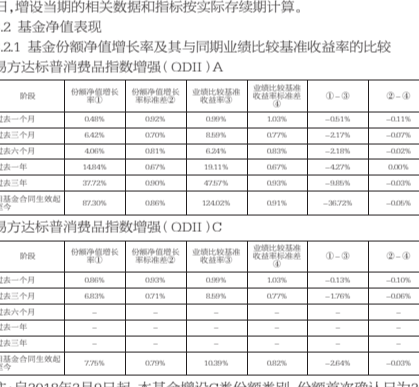 日,增设当期的相关数据和指标按实际存续期计算。
.2 基金净值表现
.2.1 基金份额净值增长率及其与同期业绩比较基准收益率的比较
易方达标普消费品指数增强(QDII)A
阶段 份额净值增长率① 份额净值增长率标准差② 业绩比较基准收益率③ 业绩比较基准收益率标准差④ ①-③ ②-④
过去一个月 0.48% 0.92% 0.99% 1.03% -0.51% -0.11%
过去三个月 6.42% 0.70% 8.59% 0.77% -2.17% -0.07%
过去六个月 4.06% 0.81% 6.24% 0.83% -2.18% -0.02%
过去一年 14.84% 0.67% 19.11% 0.67% -4.27% 0.00%
过去三年 37.72% 0.90% 47.57% 0.93% -9.85% -0.03%
基金合同生效起至今 87.30% 0.86% 124.02% 0.91% -36.72% -0.05%
易方达标普消费品指数增强(QDII)C
阶段 份额净值增长率① 份额净值增长率标准差② 业绩比较基准收益率③ 业绩比较基准收益率标准差④ ①-③ ②-④
过去一个月 0.86% 0.93% 0.99% 1.03% -0.13% -0.10%
过去三个月 6.83% 0.71% 8.59% 0.77% -1.76% -0.06%
过去六个月 - - - - - -
过去一年 - - - - - -
过去三年 - - - - - -
基金合同生效起至今 7.75% 0.79% 10.39% 0.82% -2.64% -0.03%